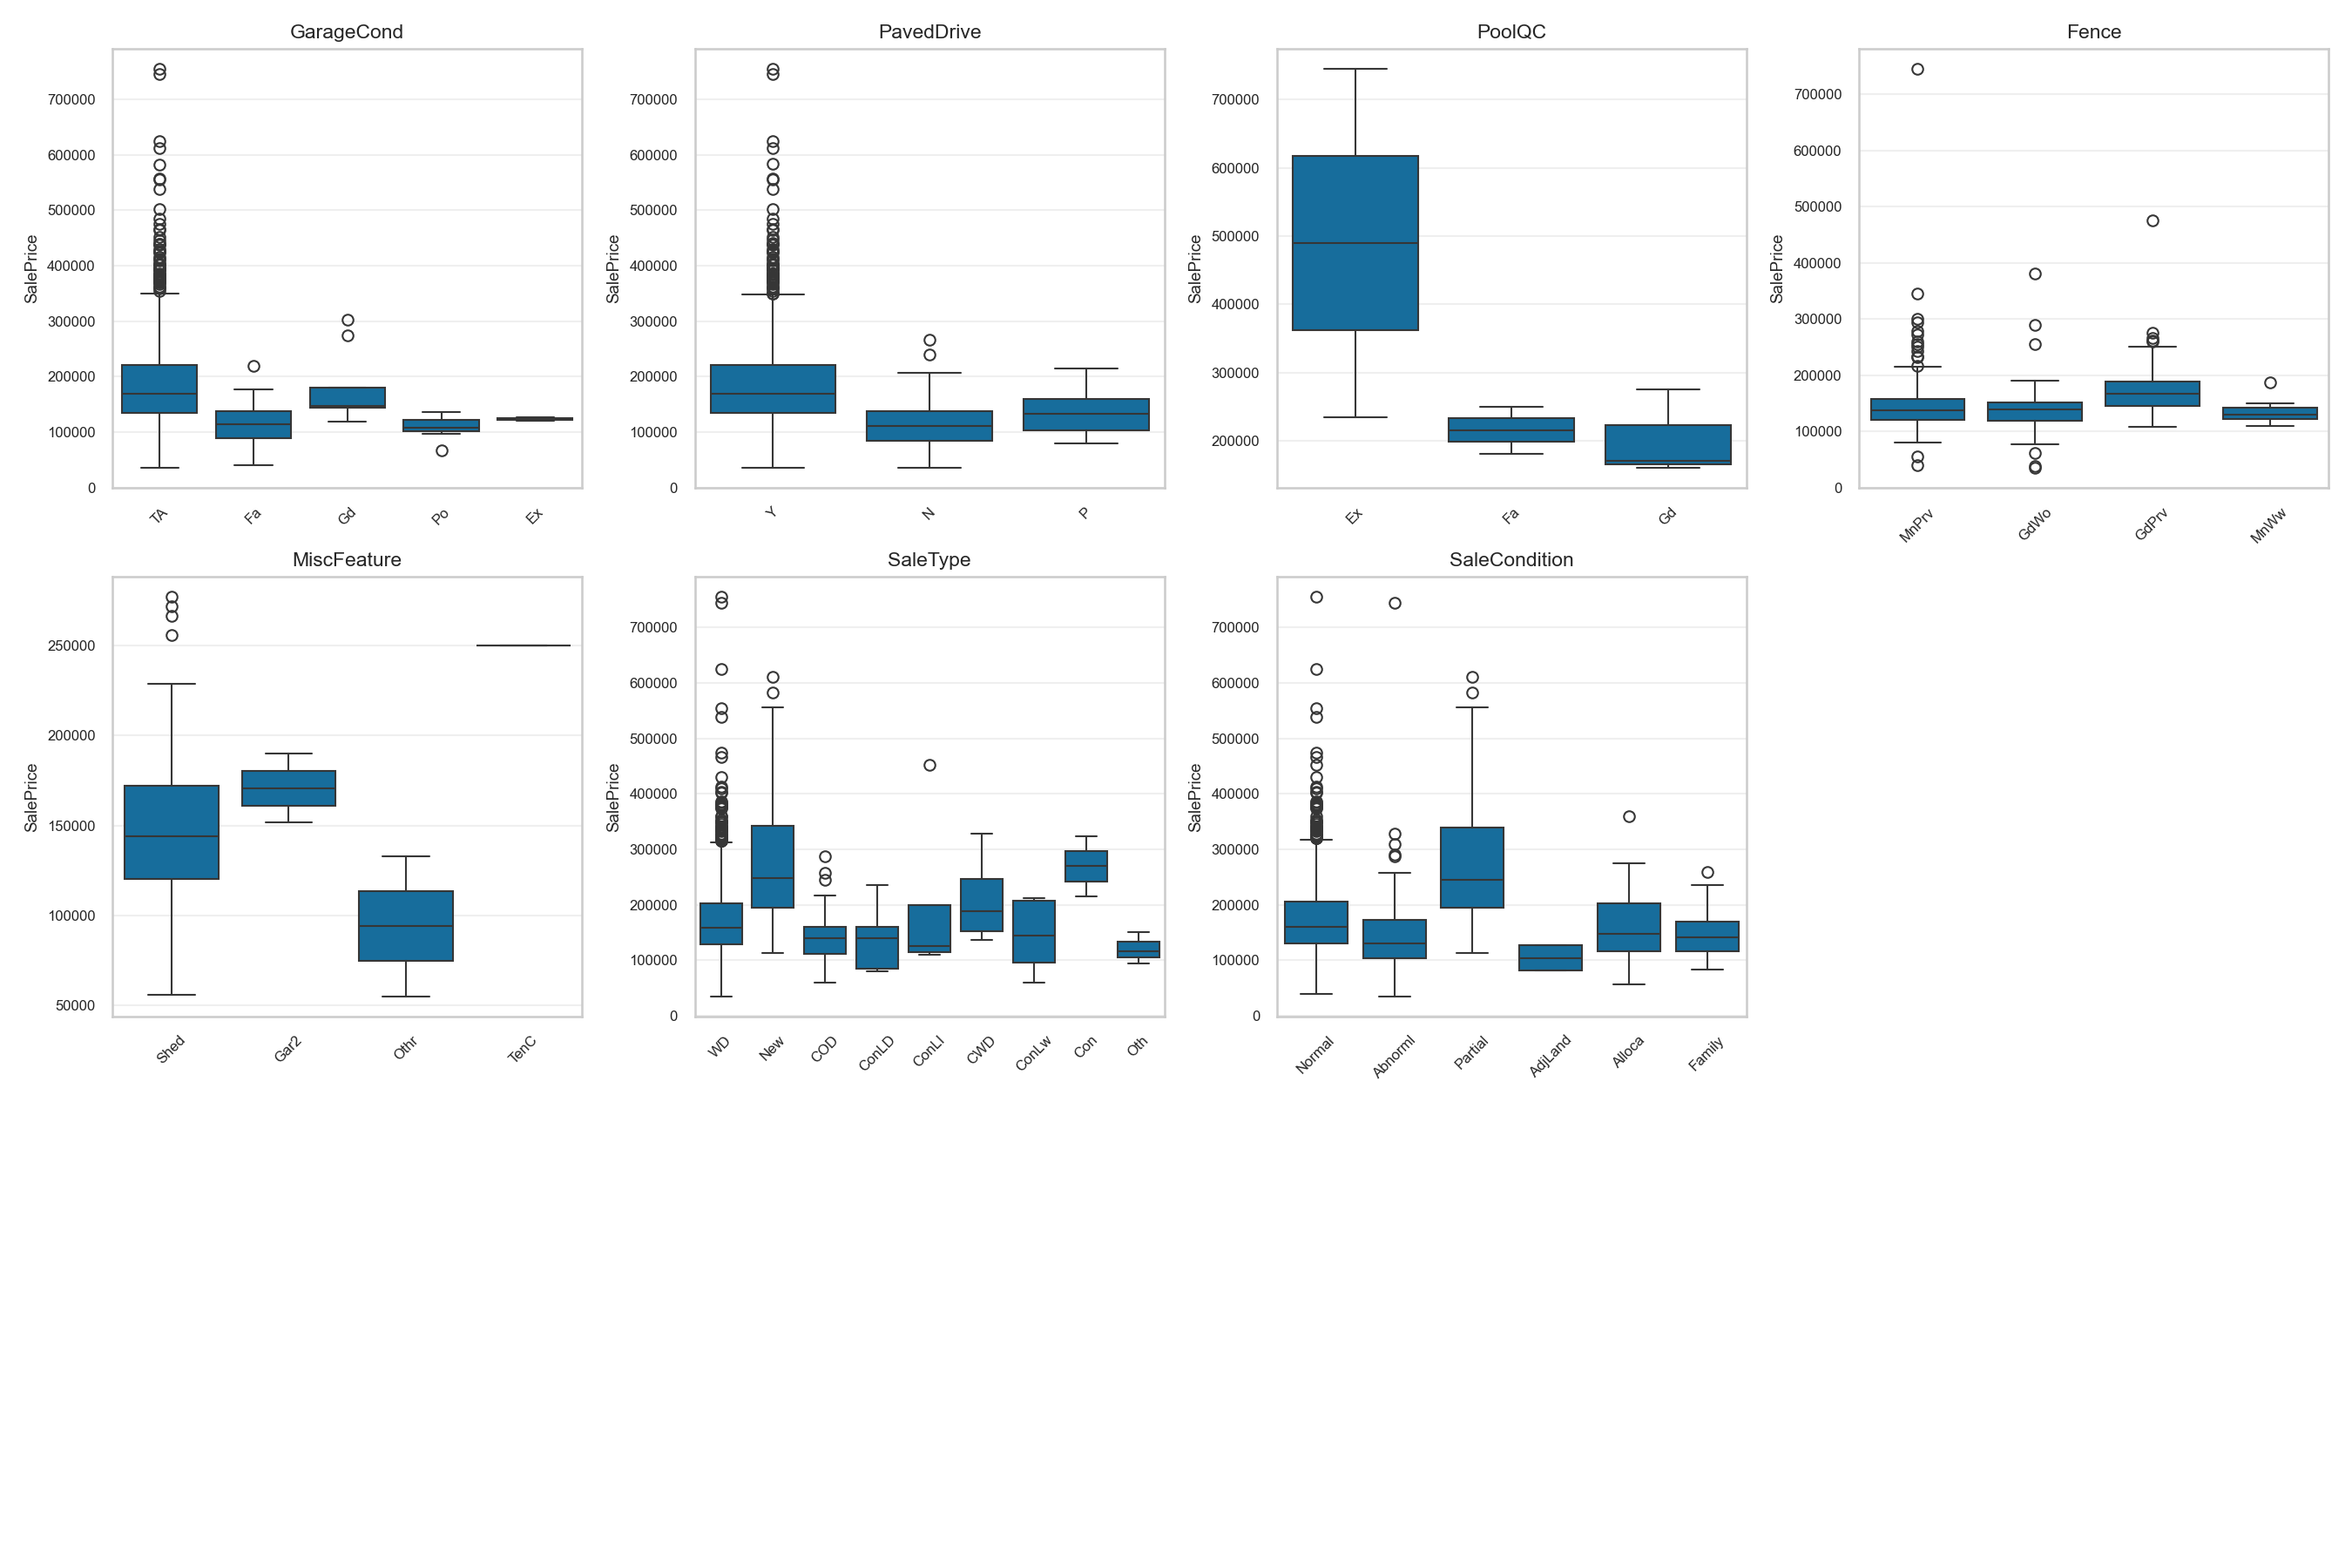 GarageCond
SalePrice
700000
600000
500000
400000
300000
200000
100000
0
TA
Fa
Gd
Po
Ex
PavedDrive
SalePrice
700000
600000
500000
400000
300000
200000
100000
0
Y
N
P
PoolQC
SalePrice
700000
600000
500000
400000
300000
200000
Ex
Fa
Gd
Fence
SalePrice
700000
600000
500000
400000
300000
200000
100000
0
MnPrv
GdWo
GdPrv
MnWw
MiscFeature
SalePrice
250000
200000
150000
100000
50000
Shed
Gar2
Othr
TenC
SaleType
SalePrice
700000
600000
500000
400000
300000
200000
100000
0
WD
New
COD
ConLD
ConLI
CWD
ConLw
Con
Oth
SaleCondition
SalePrice
700000
600000
500000
400000
300000
200000
100000
0
Normal
Abnorml
Partial
AdjLand
Alloca
Family